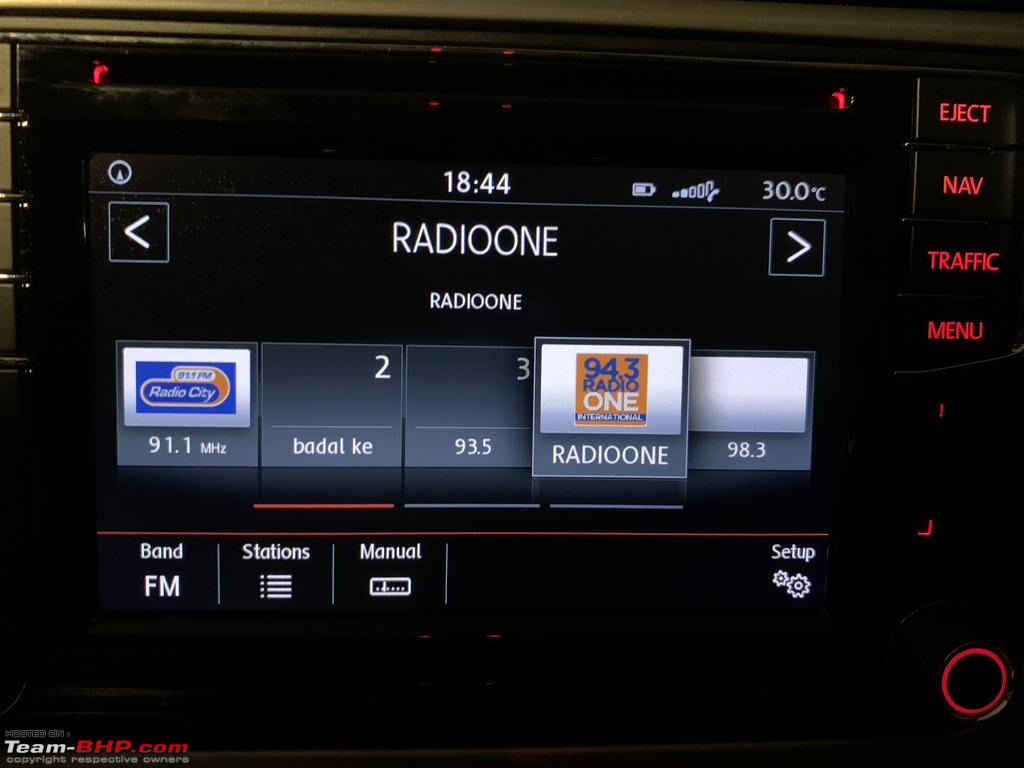 EJECT
18:44
30.0°C
NAV
<
RADIOONE
>
TRAFFIC
RADIOONE
MENU
91.1 FM
Radio City
91.1 MHz
2
badal ke
3
93.5
94.3
RADIO
ONE
INTERNATIONAL
RADIOONE
98.3
Band
FM
Stations
Manual
Setup
HOSTED ON :
Team-BHP.com
copyright respective owners